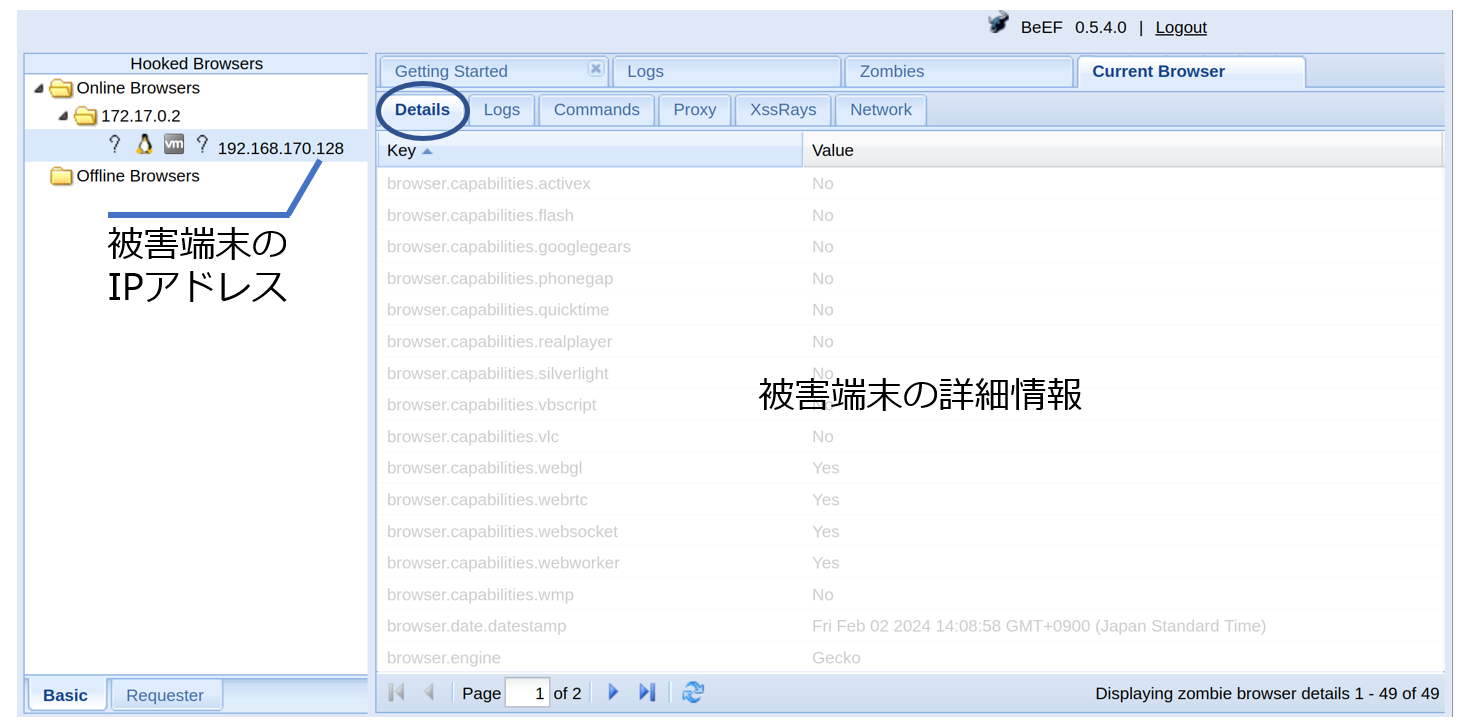 BeEF 0.5.4.0 | Logout
Hooked Browsers
Online Browsers
172.17.0.2
? vm ? 192.168.170.128
Offline Browsers
被害端末の
IPアドレス
Basic Requester
Getting Started Logs Zombies Current Browser
Details Logs Commands Proxy XssRays Network
Key Value
browser.capabilities.activex No
browser.capabilities.flash No
browser.capabilities.googlegears No
browser.capabilities.phonegap No
browser.capabilities.quicktime No
browser.capabilities.realplayer No
browser.capabilities.silverlight No
被害端末の詳細情報
browser.capabilities.vbscript
browser.capabilities.vlc No
browser.capabilities.webgl Yes
browser.capabilities.webrtc Yes
browser.capabilities.websocket Yes
browser.capabilities.webworker Yes
browser.capabilities.wmp No
browser.date.datestamp Fri Feb 02 2024 14:08:58 GMT+0900 (Japan Standard Time)
browser.engine Gecko
Page 1 of 2 Displaying zombie browser details 1 - 49 of 49